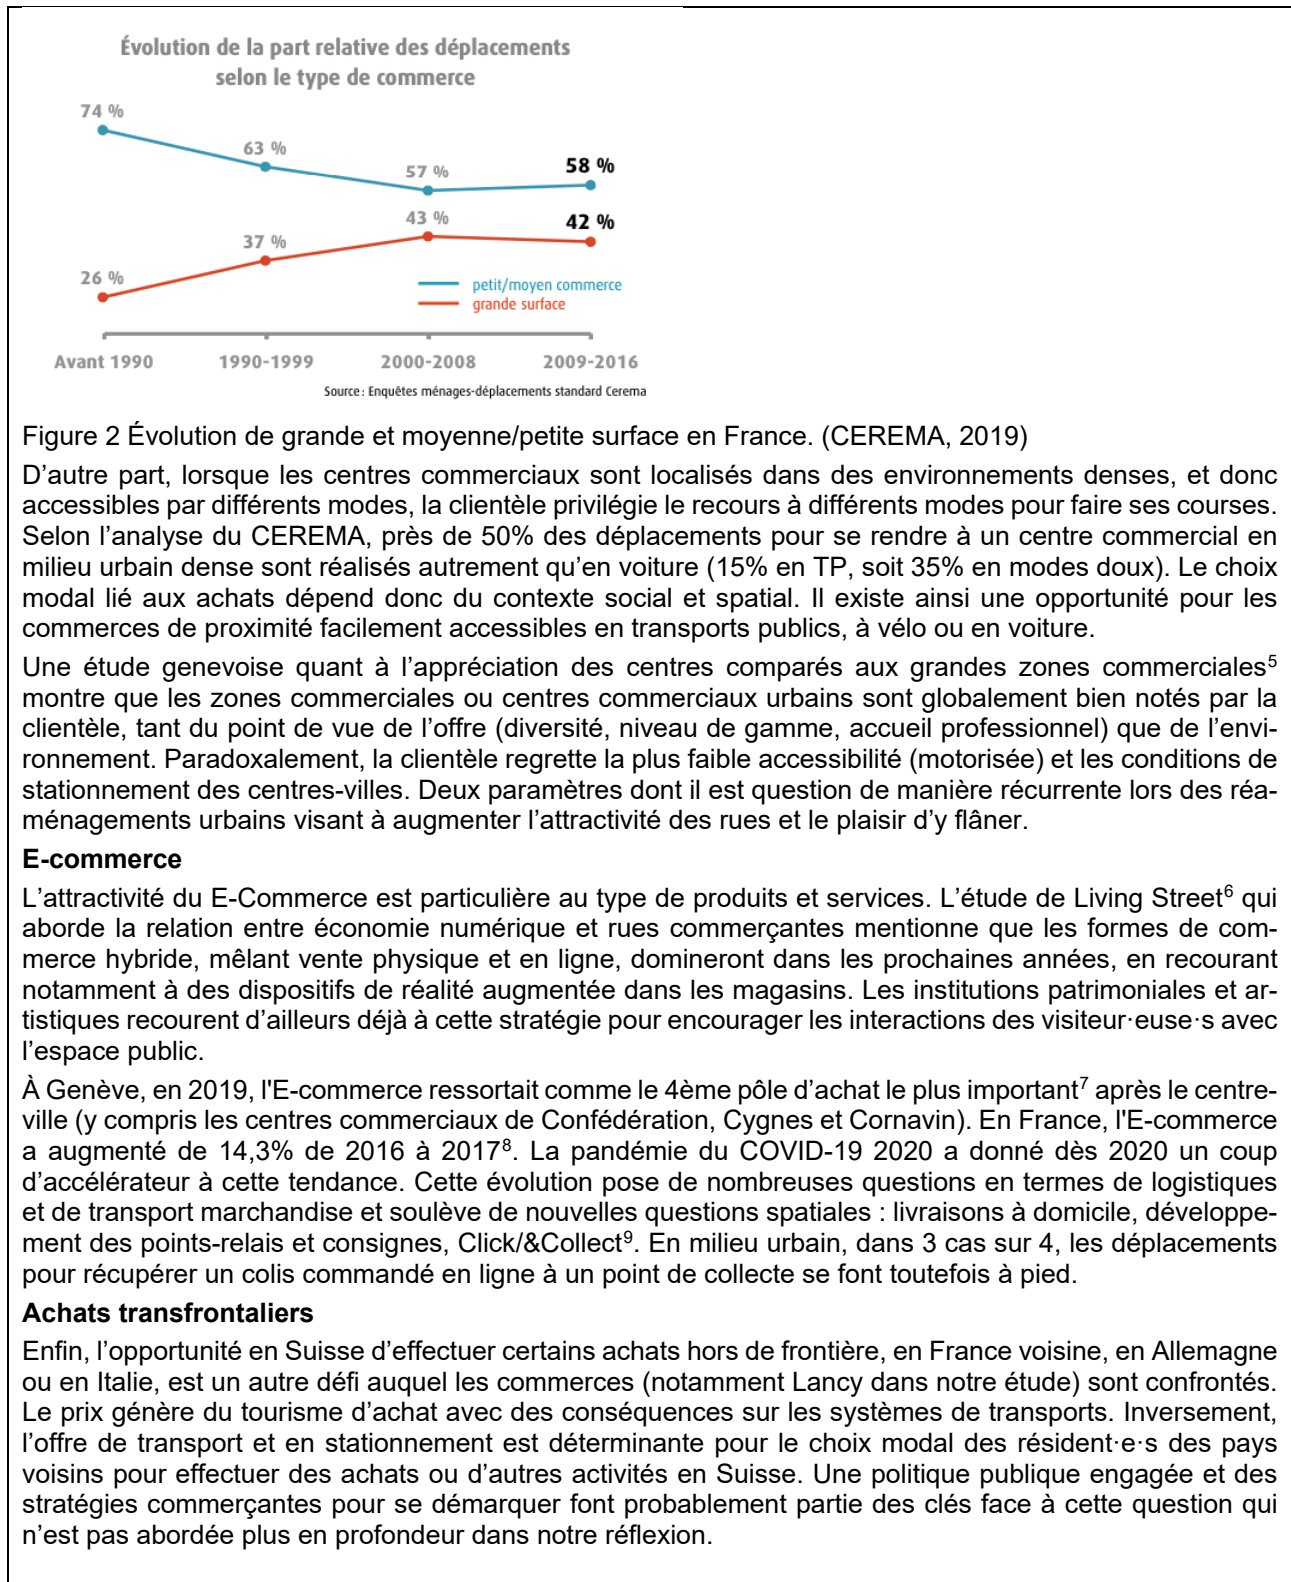 Évolution de la part relative des déplacements
selon le type de commerce
74 %
63 %
57 %
58 %
43 %
42 %
37 %
26 %
petit/moyen commerce
grande surface
Avant 1990 1990-1999 2000-2008 2009-2016
Source : Enquêtes ménages-déplacements standard Cerema
Figure 2 Évolution de grande et moyenne/petite surface en France. (CEREMA, 2019)
D'autre part, lorsque les centres commerciaux sont localisés dans des environnements denses, et donc
accessibles par différents modes, la clientèle privilégie le recours à différents modes pour faire ses courses.
Selon l'analyse du CEREMA, près de 50% des déplacements pour se rendre à un centre commercial en
milieu urbain dense sont réalisés autrement qu'en voiture (15% en TP, soit 35% en modes doux). Le choix
modal lié aux achats dépend donc du contexte social et spatial. Il existe ainsi une opportunité pour les
commerces de proximité facilement accessibles en transports publics, à vélo ou en voiture.
Une étude genevoise quant à l'appréciation des centres comparés aux grandes zones commerciales⁵
montre que les zones commerciales ou centres commerciaux urbains sont globalement bien notés par la
clientèle, tant du point de vue de l'offre (diversité, niveau de gamme, accueil professionnel) que de l'envi-
ronnement. Paradoxalement, la clientèle regrette la plus faible accessibilité (motorisée) et les conditions de
stationnement des centres-villes. Deux paramètres dont il est question de manière récurrente lors des réa-
ménagements urbains visant à augmenter l'attractivité des rues et le plaisir d'y flâner.
E-commerce
L'attractivité du E-Commerce est particulière au type de produits et services. L'étude de Living Street⁶ qui
aborde la relation entre économie numérique et rues commerçantes mentionne que les formes de com-
merce hybride, mêlant vente physique et en ligne, domineront dans les prochaines années, en recourant
notamment à des dispositifs de réalité augmentée dans les magasins. Les institutions patrimoniales et ar-
tistiques recourent d'ailleurs déjà à cette stratégie pour encourager les interactions des visiteur·euse·s avec
l'espace public.
À Genève, en 2019, l'E-commerce ressortait comme le 4ème pôle d'achat le plus important⁷ après le centre-
ville (y compris les centres commerciaux de Confédération, Cygnes et Cornavin). En France, l'E-commerce
a augmenté de 14,3% de 2016 à 2017⁸. La pandémie du COVID-19 2020 a donné dès 2020 un coup
d'accélérateur à cette tendance. Cette évolution pose de nombreuses questions en termes de logistiques
et de transport marchandise et soulève de nouvelles questions spatiales : livraisons à domicile, développe-
ment des points-relais et consignes, Click/&Collect⁹. En milieu urbain, dans 3 cas sur 4, les déplacements
pour récupérer un colis commandé en ligne à un point de collecte se font toutefois à pied.
Achats transfrontaliers
Enfin, l'opportunité en Suisse d'effectuer certains achats hors de frontière, en France voisine, en Allemagne
ou en Italie, est un autre défi auquel les commerces (notamment Lancy dans notre étude) sont confrontés.
Le prix génère du tourisme d'achat avec des conséquences sur les systèmes de transports. Inversement,
l'offre de transport et en stationnement est déterminante pour le choix modal des résident·e·s des pays
voisins pour effectuer des achats ou d'autres activités en Suisse. Une politique publique engagée et des
stratégies commerçantes pour se démarquer font probablement partie des clés face à cette question qui
n'est pas abordée plus en profondeur dans notre réflexion.